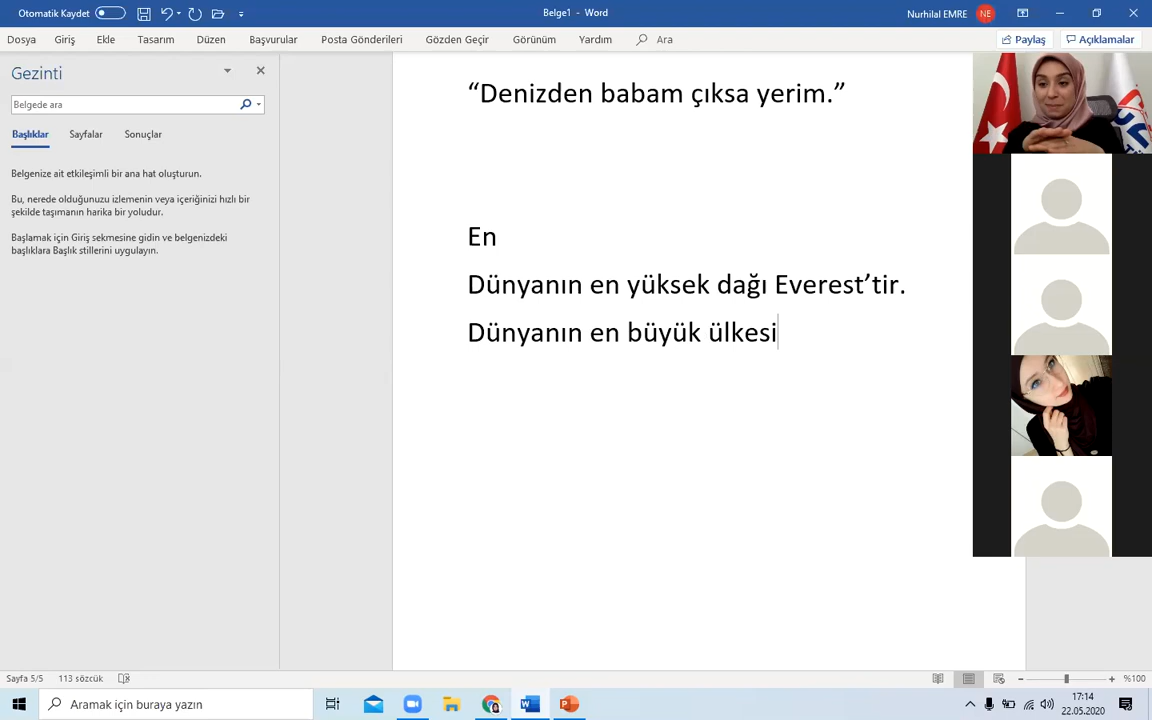 Otomatik Kaydet
Belge1 - Word
Nurhilal EMRE NE
Dosya Giriş Ekle Tasarım Düzen Başvurular Posta Gönderileri Gözden Geçir Görünüm Yardım Ara
Paylaş Açıklamalar
Gezinti
Belgede ara
Başlıklar Sayfalar Sonuçlar
Belgenize ait etkileşimli bir ana hat oluşturun.
Bu, nerede olduğunuzu izlemenin veya içeriğinizi hızlı bir
şekilde taşımanın harika bir yoludur.
Başlamak için Giriş sekmesine gidin ve belgenizdeki
başlıklara Başlık stillerini uygulayın.
“Denizden babam çıksa yerim.”
En
Dünyanın en yüksek dağı Everest’tir.
Dünyanın en büyük ülkesi
Sayfa 5/5 113 sözcük
%100
Aramak için buraya yazın
17:14
22.05.2020